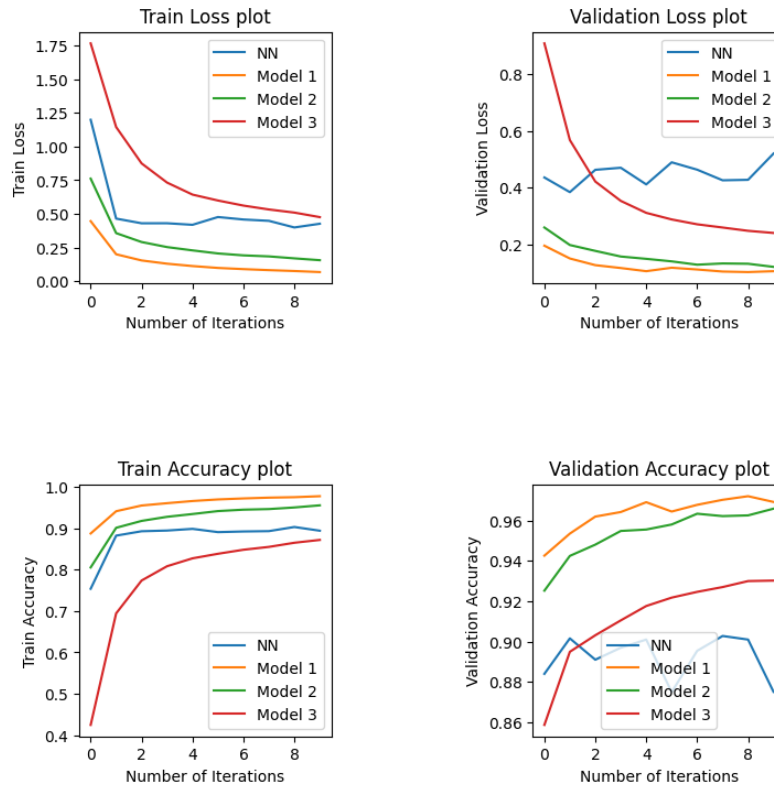 Train Loss plot
1.75
1.50
1.25
1.00
0.75
0.50
0.25
0.00
Train Loss
NN
Model 1
Model 2
Model 3
0 2 4 6 8
Number of Iterations
Validation Loss plot
0.8
0.6
0.4
0.2
Validation Loss
NN
Model 1
Model 2
Model 3
0 2 4 6 8
Number of Iterations
Train Accuracy plot
1.0
0.9
0.8
0.7
0.6
0.5
0.4
Train Accuracy
NN
Model 1
Model 2
Model 3
0 2 4 6 8
Number of Iterations
Validation Accuracy plot
0.96
0.94
0.92
0.90
0.88
0.86
Validation Accuracy
NN
Model 1
Model 2
Model 3
0 2 4 6 8
Number of Iterations